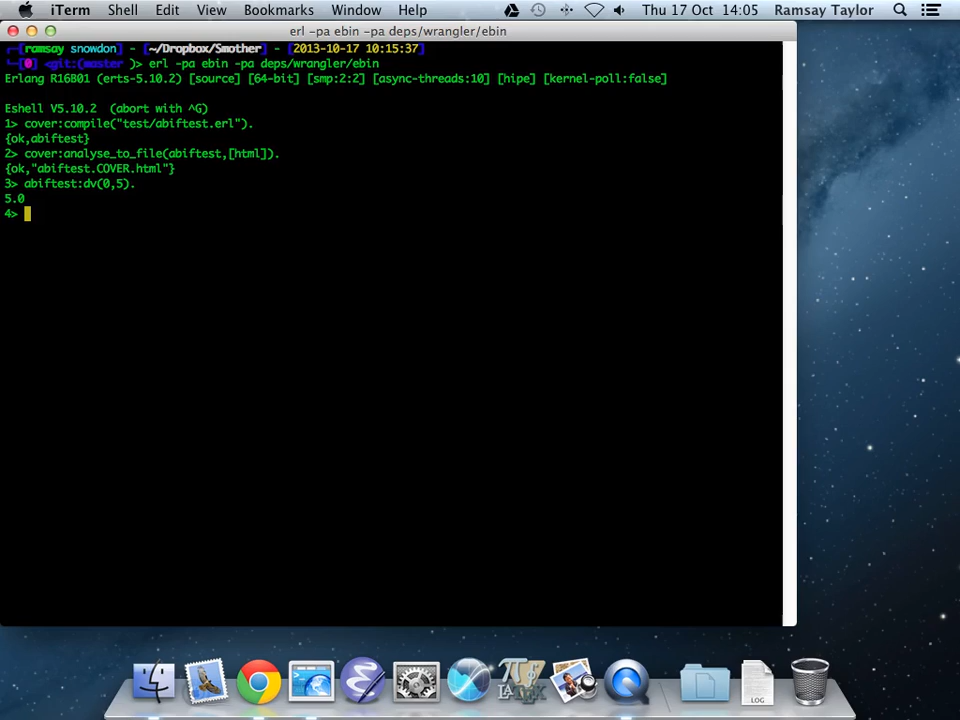 iTerm Shell Edit View Bookmarks Window Help Thu 17 Oct 14:05 Ramsay Taylor
erl -pa ebin -pa deps/wrangler/ebin
[ramsay snowdon] - [~/Dropbox/Smother] - [2013-10-17 10:15:37]
[0] <git:(master )> erl -pa ebin -pa deps/wrangler/ebin
Erlang R16B01 (erts-5.10.2) [source] [64-bit] [smp:2:2] [async-threads:10] [hipe] [kernel-poll:false]
Eshell V5.10.2 (abort with ^G)
1> cover:compile("test/abiftest.erl").
{ok,abiftest}
2> cover:analyse_to_file(abiftest,[html]).
{ok,"abiftest.COVER.html"}
3> abiftest:dv(0,5).
5.0
4>
LOG